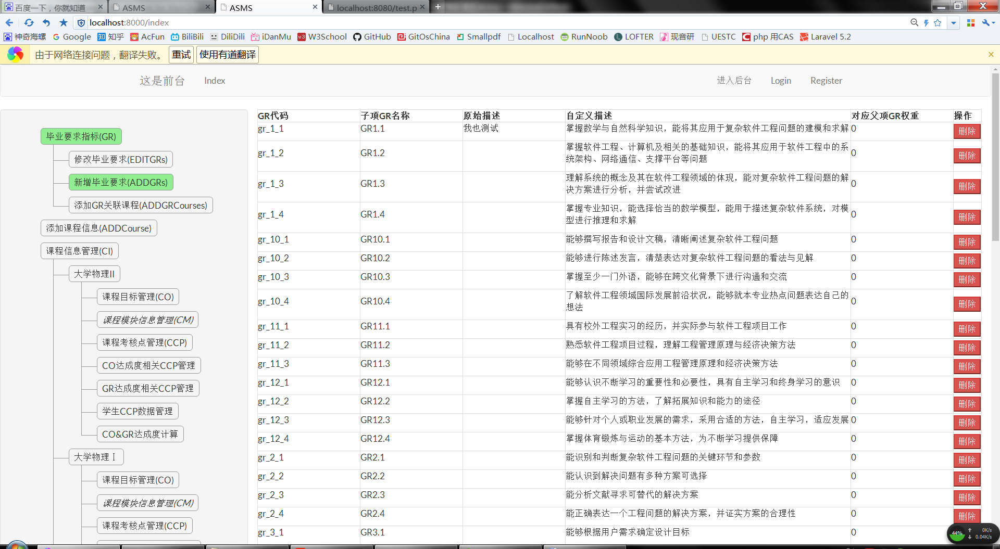 百度一下，你就知道
ASMS
ASMS
localhost:8080/test.p
localhost:8000/index
神奇海螺 Google 知乎 AcFun BiliBili DiliDili iDanMu W3School GitHub GitOsChina Smallpdf Localhost RunNoob LOFTER 现音研 UESTC php 用CAS Laravel 5.2
由于网络连接问题，翻译失败。 重试 使用有道翻译
这是前台 Index 进入后台 Login Register
毕业要求指标(GR)
修改毕业要求(EDITGRs)
新增毕业要求(ADDGRs)
添加GR关联课程(ADDGRCourses)
添加课程信息(ADDCourse)
课程信息管理(CI)
大学物理II
课程目标管理(CO)
课程模块信息管理(CM)
课程考核点管理(CCP)
CO达成度相关CCP管理
GR达成度相关CCP管理
学生CCP数据管理
CO&GR达成度计算
大学物理Ⅰ
课程目标管理(CO)
课程模块信息管理(CM)
课程考核点管理(CCP)
GR代码 子项GR名称 原始描述 自定义描述 对应父项GR权重 操作
gr_1_1 GR1.1 我也测试 掌握数学与自然科学知识，能将其应用于复杂软件工程问题的建模和求解 0 删除
gr_1_2 GR1.2 掌握软件工程、计算机及相关的基础知识，能将其应用于软件工程中的系
统架构、网络通信、支撑平台等问题 0 删除
gr_1_3 GR1.3 理解系统的概念及其在软件工程领域的体现，能对复杂软件工程问题的解
决方案进行分析，并尝试改进 0 删除
gr_1_4 GR1.4 掌握专业知识，能选择恰当的数学模型，能用于描述复杂软件系统，对模
型进行推理和求解 0 删除
gr_10_1 GR10.1 能够撰写报告和设计文稿，清晰阐述复杂软件工程问题 0 删除
gr_10_2 GR10.2 能够进行陈述发言，清楚表达对复杂软件工程问题的看法与见解 0 删除
gr_10_3 GR10.3 掌握至少一门外语，能够在跨文化背景下进行沟通和交流 0 删除
gr_10_4 GR10.4 了解软件工程领域国际发展前沿状况，能够就本专业热点问题表达自己的
想法 0 删除
gr_11_1 GR11.1 具有校外工程实习的经历，并实际参与软件工程项目工作 0 删除
gr_11_2 GR11.2 熟悉软件工程项目过程，理解工程管理原理与经济决策方法 0 删除
gr_11_3 GR11.3 能够在不同领域综合应用工程管理原理和经济决策方法 0 删除
gr_12_1 GR12.1 能够认识不断学习的重要性和必要性，具有自主学习和终身学习的意识 0 删除
gr_12_2 GR12.2 掌握自主学习的方法，了解拓展知识和能力的途径 0 删除
gr_12_3 GR12.3 能够针对个人或职业发展的需求，采用合适的方法，自主学习，适应发展 0 删除
gr_12_4 GR12.4 掌握体育锻炼与运动的基本方法，为不断学习提供保障 0 删除
gr_2_1 GR2.1 能识别和判断复杂软件工程问题的关键环节和参数 0 删除
gr_2_2 GR2.2 能认识到解决问题有多种方案可选择 0 删除
gr_2_3 GR2.3 能分析文献寻求可替代的解决方案 0 删除
gr_2_4 GR2.4 能正确表达一个工程问题的解决方案，并证实方案的合理性 0 删除
gr_3_1 GR3.1 能够根据用户需求确定设计目标 0
44% 0K/s
0.04K/s